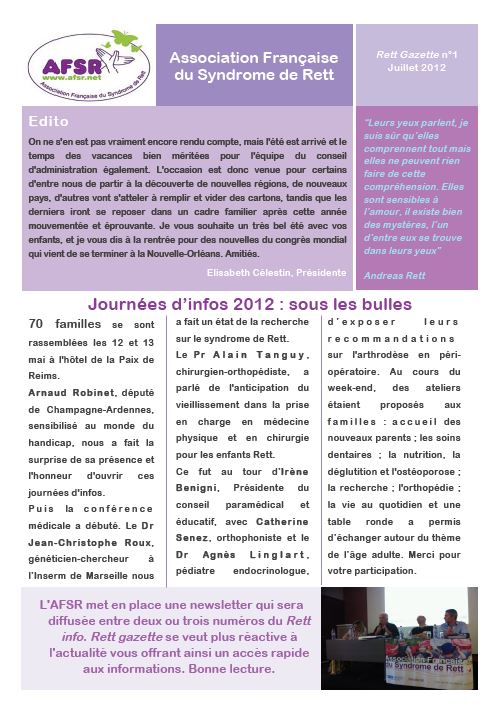 AFSR
www.afsr.net
Association Française du Syndrome de Rett
Association Française
du Syndrome de Rett
Rett Gazette n°1
Juillet 2012
Edito
On ne s'en est pas vraiment encore rendu compte, mais l'été est arrivé et le
temps des vacances bien méritées pour l'équipe du conseil
d'administration également. L'occasion est donc venue pour certains
d'entre nous de partir à la découverte de nouvelles régions, de nouveaux
pays, d'autres vont s'atteler à remplir et vider des cartons, tandis que les
derniers iront se reposer dans un cadre familier après cette année
mouvementée et éprouvante. Je vous souhaite un très bel été avec vos
enfants, et je vous dis à la rentrée pour des nouvelles du congrès mondial
qui vient de se terminer à la Nouvelle-Orléans. Amitiés.
Elisabeth Célestin, Présidente
“Leurs yeux parlent, je
suis sûr qu’elles
comprennent tout mais
elles ne peuvent rien
faire de cette
compréhension. Elles
sont sensibles à
l’amour, il existe bien
des mystères, l’un
d’entre eux se trouve
dans leurs yeux”
Andreas Rett
Journées d’infos 2012 : sous les bulles
70 familles se sont
rassemblées les 12 et 13
mai à l'hôtel de la Paix de
Reims.
Arnaud Robinet, député
de Champagne-Ardennes,
sensibilisé au monde du
handicap, nous a fait la
surprise de sa présence et
l'honneur d'ouvrir ces
journées d'infos.
Puis la conférence
médicale a débuté. Le Dr
Jean-Christophe Roux,
généticien-chercheur à
l’Inserm de Marseille nous
a fait un état de la recherche
sur le syndrome de Rett.
Le Pr Alain Tanguy,
chirurgien-orthopédiste, a
parlé de l'anticipation du
vieillissement dans la prise
en charge en médecine
physique et en chirurgie
pour les enfants Rett.
Ce fut au tour d’Irène
Benigni, Présidente du
conseil paramédical et
éducatif, avec Catherine
Senez, orthophoniste et le
Dr Agnès Linglart,
pédiatre endocrinologue,
d’exposer leurs
recommandations
sur l'arthrodèse en péri-
opératoire. Au cours du
week-end, des ateliers
étaient proposés aux
familles : accueil des
nouveaux parents ; les soins
dentaires ; la nutrition, la
déglutition et l'ostéoporose ;
la recherche ; l'orthopédie ;
la vie au quotidien et une
table ronde a permis
d’échanger autour du thème
de l’âge adulte. Merci pour
votre participation.
L'AFSR met en place une newsletter qui sera
diffusée entre deux ou trois numéros du Rett
info. Rett gazette se veut plus réactive à
l'actualité vous offrant ainsi un accès rapide
aux informations. Bonne lecture.
Association Française
du Syndrome de Rett